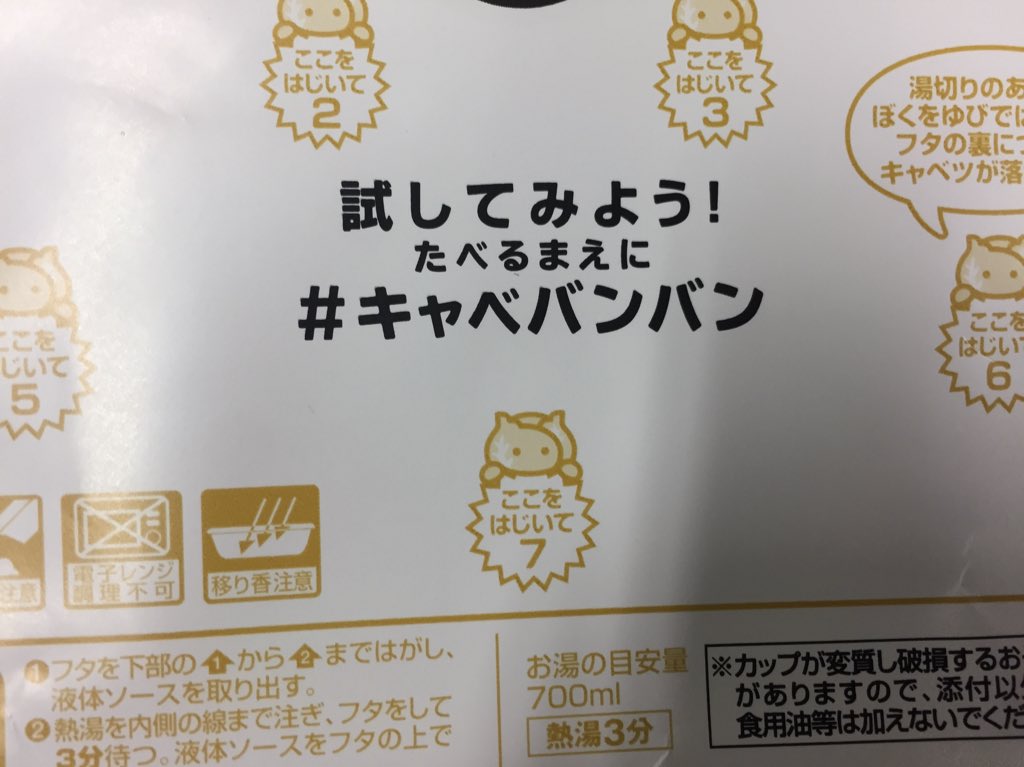 ここを
はじいて
2
ここを
はじいて
3
湯切りのあ
ぼくをゆびでは
フタの裏につ
キャベツが落
試してみよう!
たべるまえに
#キャベバンバン
ここを
はじいて
5
ここを
はじいて
6
ここを
はじいて
7
注意
電子レンジ
調理不可
移り香注意
❶フタを下部の1から2まではがし、
液体ソースを取り出す。
❷熱湯を内側の線まで注ぎ、フタをして
3分待つ。液体ソースをフタの上で
お湯の目安量
700ml
熱湯3分
※カップが変質し破損するお
がありますので、添付以
食用油等は加えないでくだ